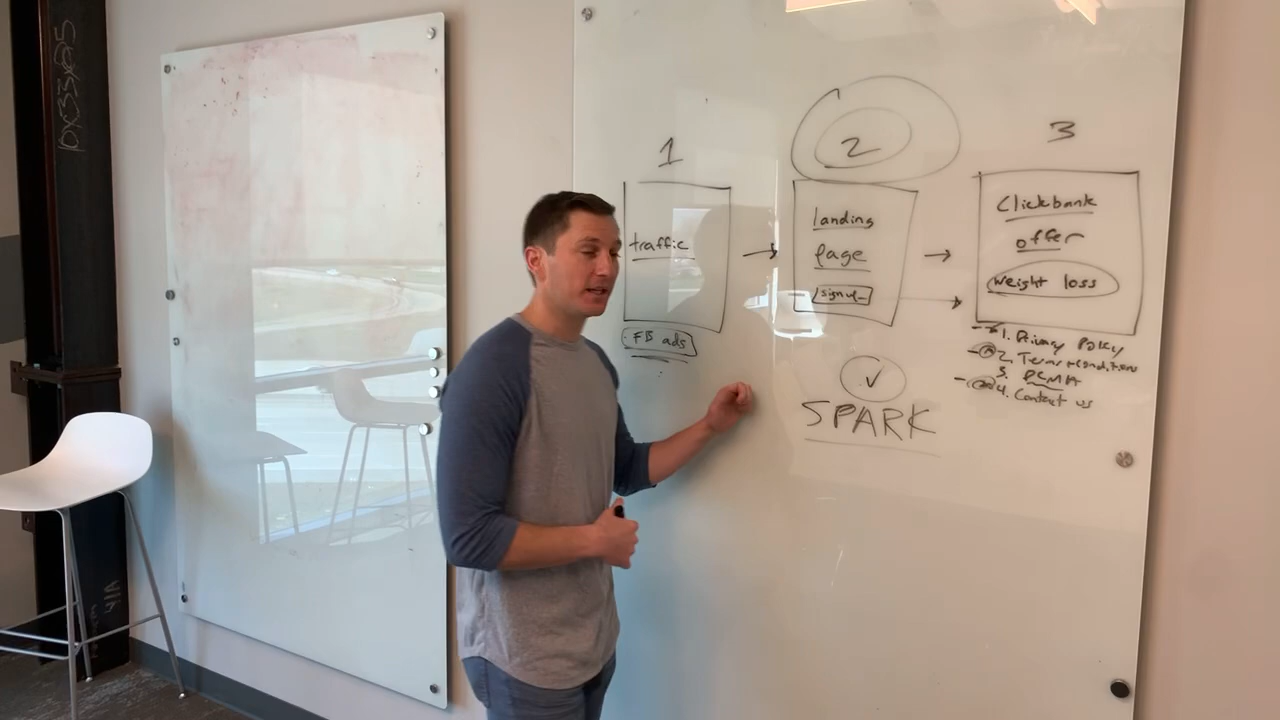 1
traffic
FB ads
2
landing
page
signup
3
Clickbank
offer
weight loss
1. Privacy Policy
2. Terms & conditions
3. DCMA
4. Contact us
SPARK
10x33x25